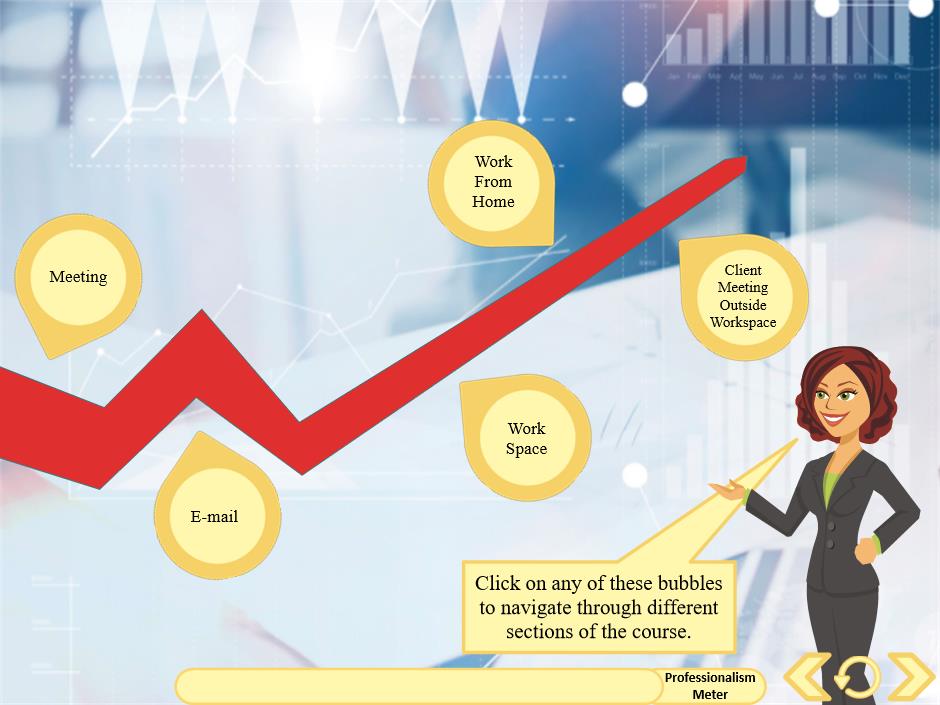 Jan Feb Mar Apr May Jun Jul Aug Sep Oct Nov Dec
Work
From
Home
Meeting
Client
Meeting
Outside
Workspace
Work
Space
E-mail
Click on any of these bubbles
to navigate through different
sections of the course.
Professionalism
Meter